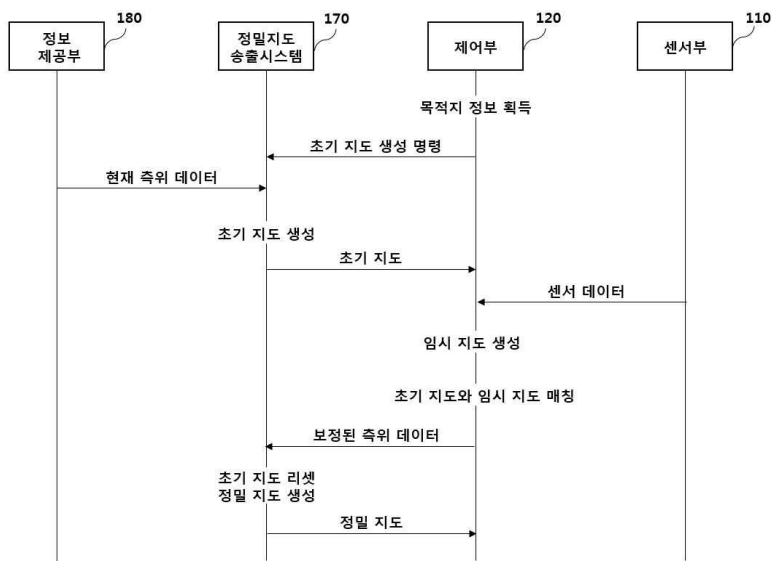 180
170
120
110
정보
제공부
정밀지도
송출시스템
제어부
센서부
목적지 정보 획득
초기 지도 생성 명령
현재 측위 데이터
초기 지도 생성
초기 지도
센서 데이터
임시 지도 생성
초기 지도와 임시 지도 매칭
보정된 측위 데이터
초기 지도 리셋
정밀 지도 생성
정밀 지도